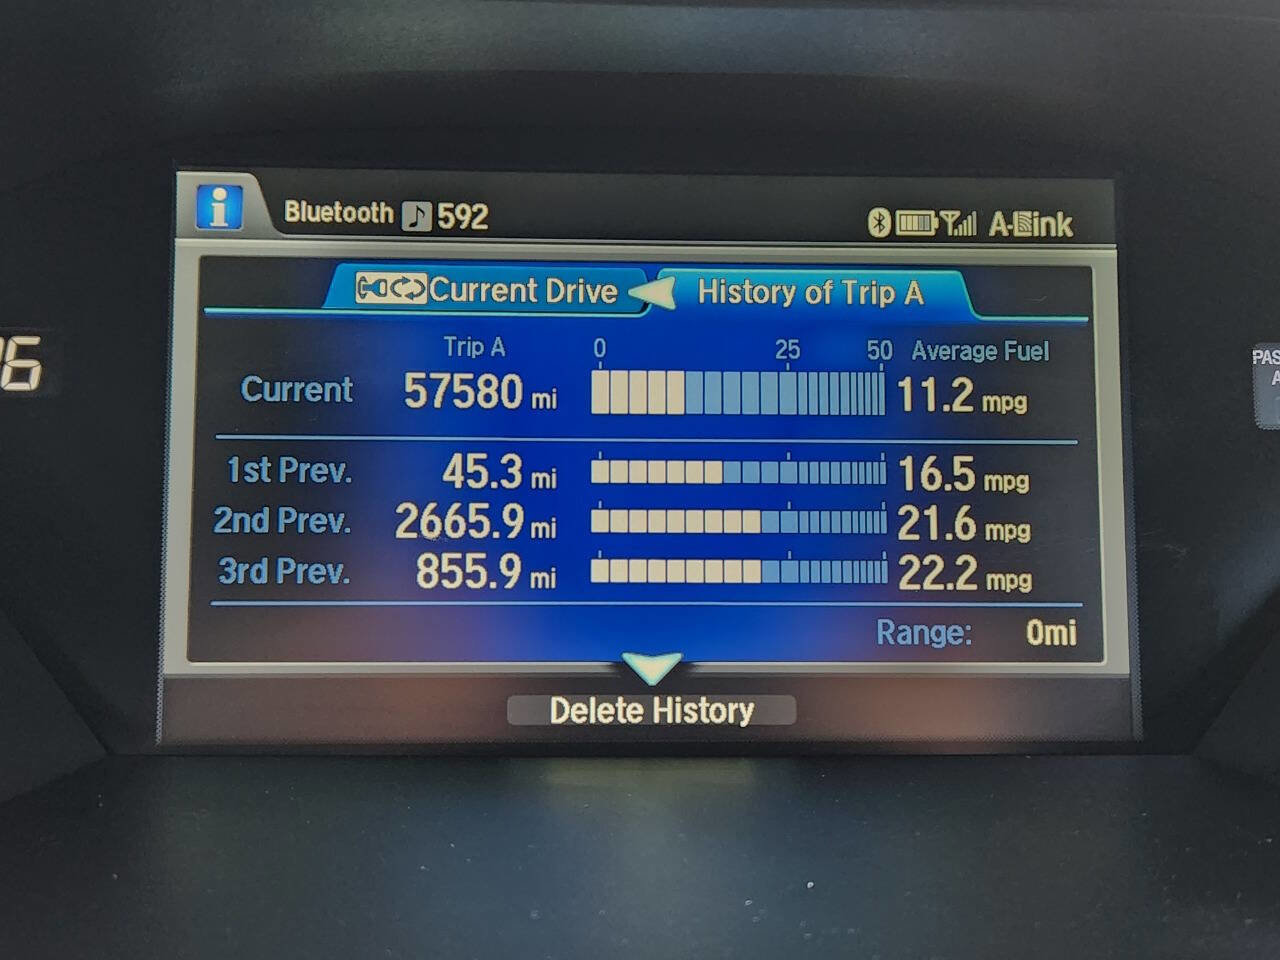 Bluetooth 592
A-Link
Current Drive
History of Trip A
Trip A 0 25 50 Average Fuel
Current 57580 mi 11.2 mpg
1st Prev. 45.3 mi 16.5 mpg
2nd Prev. 2665.9 mi 21.6 mpg
3rd Prev. 855.9 mi 22.2 mpg
Range: 0mi
Delete History